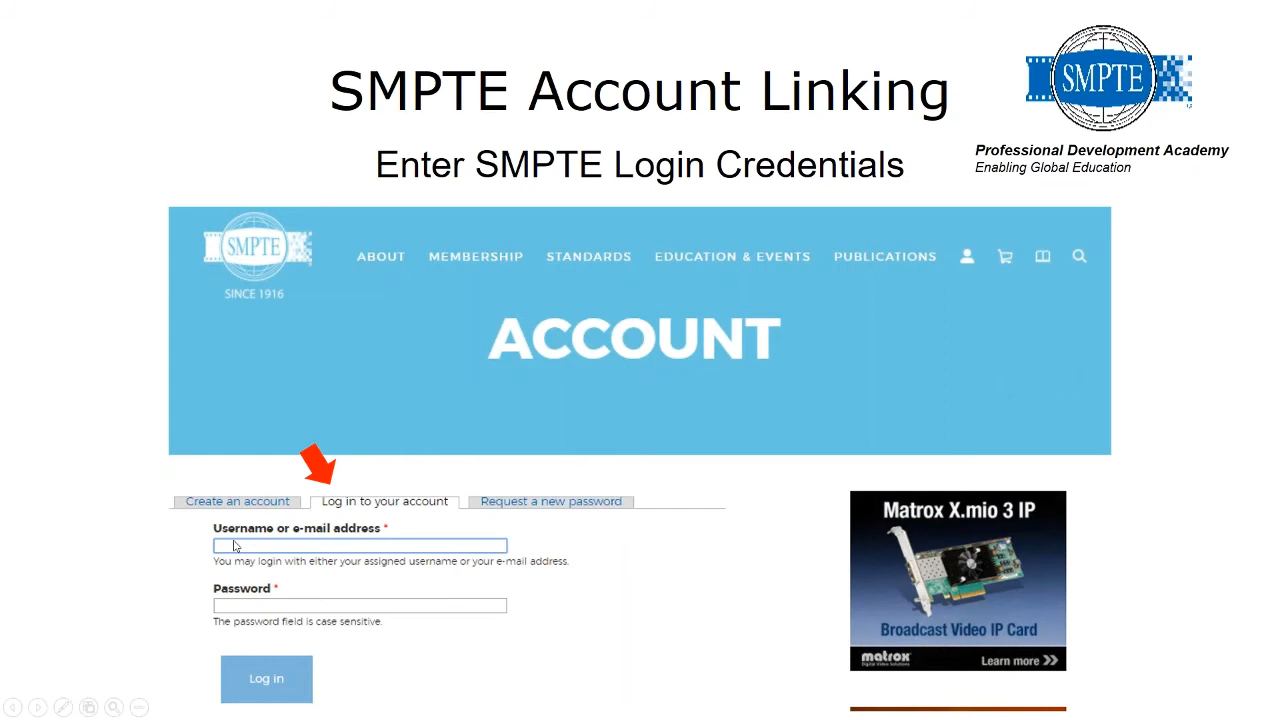 SMPTE Account Linking
SMPTE
Professional Development Academy
Enabling Global Education
Enter SMPTE Login Credentials
SMPTE
SINCE 1916
ABOUT MEMBERSHIP STANDARDS EDUCATION & EVENTS PUBLICATIONS
ACCOUNT
Create an account Log in to your account Request a new password
Username or e-mail address *
You may login with either your assigned username or your e-mail address.
Password *
The password field is case sensitive.
Log in
Matrox X.mio 3 IP
Broadcast Video IP Card
matrox
Digital Video Solutions
Learn more >>